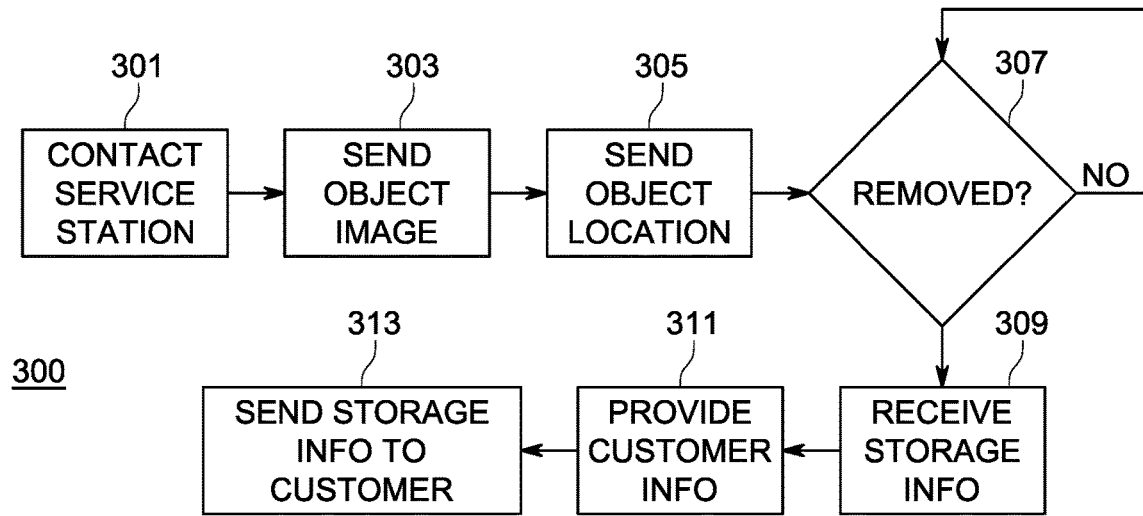 301
303
305
307
CONTACT
SERVICE
STATION
SEND
OBJECT
IMAGE
SEND
OBJECT
LOCATION
REMOVED?
NO
313
311
309
300
SEND STORAGE
INFO TO
CUSTOMER
PROVIDE
CUSTOMER
INFO
RECEIVE
STORAGE
INFO